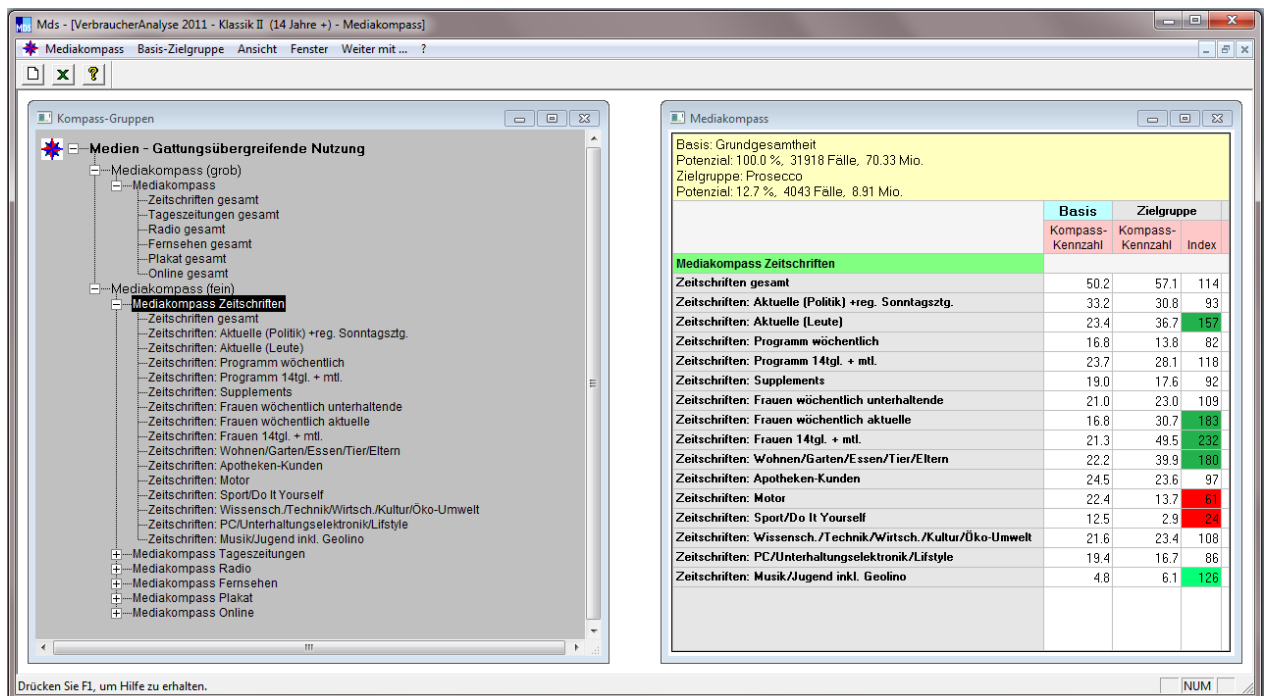 Mds - [VerbraucherAnalyse 2011 - Klassik II (14 Jahre +) - Mediakompass]
Mediakompass Basis-Zielgruppe Ansicht Fenster Weiter mit ... ?
Kompass-Gruppen
Medien - Gattungsübergreifende Nutzung
Mediakompass (grob)
Mediakompass
Zeitschriften gesamt
Tageszeitungen gesamt
Radio gesamt
Fernsehen gesamt
Plakat gesamt
Online gesamt
Mediakompass (fein)
Mediakompass Zeitschriften
Zeitschriften gesamt
Zeitschriften: Aktuelle (Politik) +reg. Sonntagsztg.
Zeitschriften: Aktuelle (Leute)
Zeitschriften: Programm wöchentlich
Zeitschriften: Programm 14tgl. + mtl.
Zeitschriften: Supplements
Zeitschriften: Frauen wöchentlich unterhaltende
Zeitschriften: Frauen wöchentlich aktuelle
Zeitschriften: Frauen 14tgl. + mtl.
Zeitschriften: Wohnen/Garten/Essen/Tier/Eltern
Zeitschriften: Apotheken-Kunden
Zeitschriften: Motor
Zeitschriften: Sport/Do It Yourself
Zeitschriften: Wissensch./Technik/Wirtsch./Kultur/Öko-Umwelt
Zeitschriften: PC/Unterhaltungselektronik/Lifstyle
Zeitschriften: Musik/Jugend inkl. Geolino
Mediakompass Tageszeitungen
Mediakompass Radio
Mediakompass Fernsehen
Mediakompass Plakat
Mediakompass Online
Mediakompass
Basis: Grundgesamtheit
Potenzial: 100.0 %, 31918 Fälle, 70.33 Mio.
Zielgruppe: Prosecco
Potenzial: 12.7 %, 4043 Fälle, 8.91 Mio.
Basis Zielgruppe
Kompass- Kompass-
Kennzahl Kennzahl Index
Mediakompass Zeitschriften
Zeitschriften gesamt 50.2 57.1 114
Zeitschriften: Aktuelle (Politik) +reg. Sonntagsztg. 33.2 30.8 93
Zeitschriften: Aktuelle (Leute) 23.4 36.7 157
Zeitschriften: Programm wöchentlich 16.8 13.8 82
Zeitschriften: Programm 14tgl. + mtl. 23.7 28.1 118
Zeitschriften: Supplements 19.0 17.6 92
Zeitschriften: Frauen wöchentlich unterhaltende 21.0 23.0 109
Zeitschriften: Frauen wöchentlich aktuelle 16.8 30.7 183
Zeitschriften: Frauen 14tgl. + mtl. 21.3 49.5 232
Zeitschriften: Wohnen/Garten/Essen/Tier/Eltern 22.2 39.9 180
Zeitschriften: Apotheken-Kunden 24.5 23.6 97
Zeitschriften: Motor 22.4 13.7 61
Zeitschriften: Sport/Do It Yourself 12.5 2.9 24
Zeitschriften: Wissensch./Technik/Wirtsch./Kultur/Öko-Umwelt 21.6 23.4 108
Zeitschriften: PC/Unterhaltungselektronik/Lifstyle 19.4 16.7 86
Zeitschriften: Musik/Jugend inkl. Geolino 4.8 6.1 126
Drücken Sie F1, um Hilfe zu erhalten. NUM